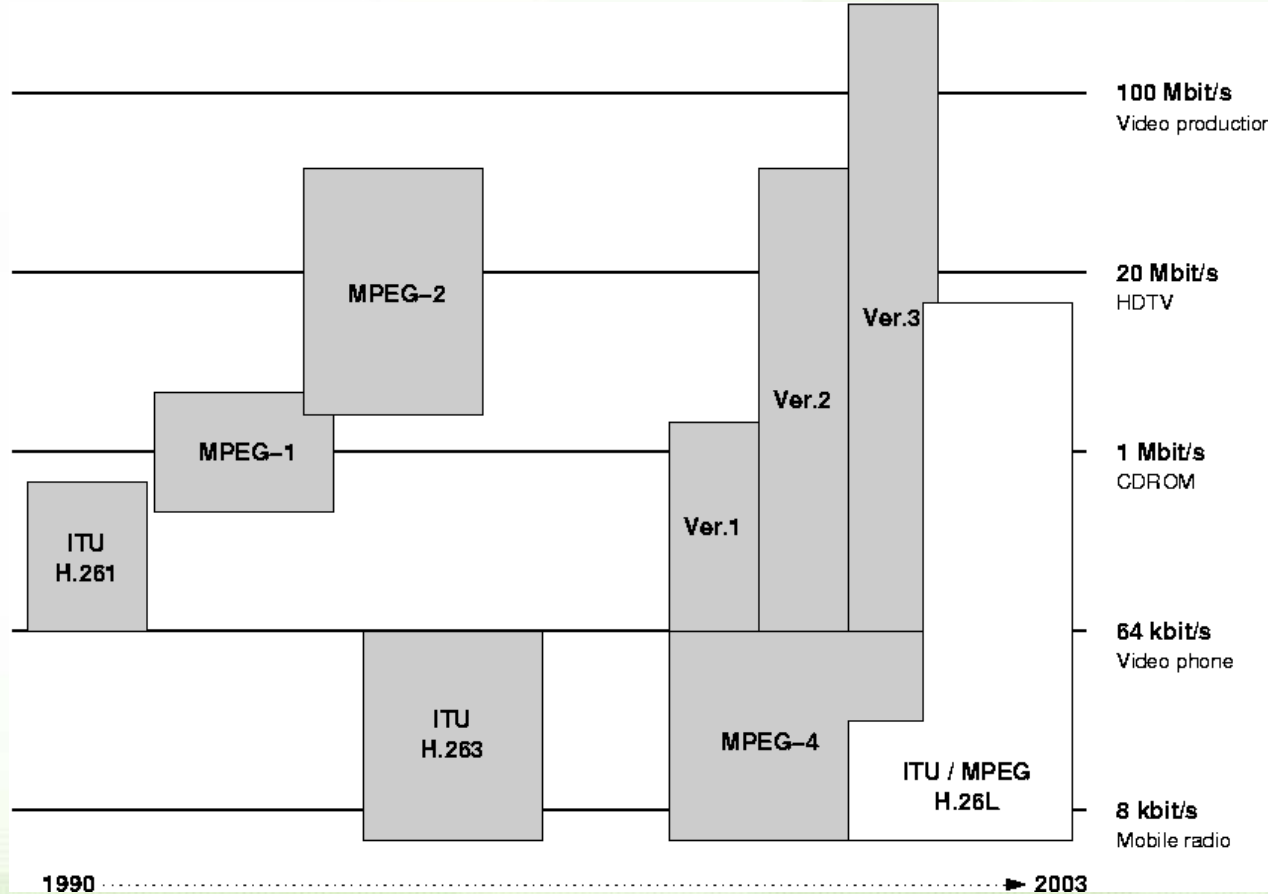 100 Mbit/s
Video production
MPEG–2
20 Mbit/s
HDTV
Ver.3
Ver.2
MPEG–1
1 Mbit/s
CDROM
Ver.1
ITU
H.261
64 kbit/s
Video phone
ITU
H.263
MPEG–4
ITU / MPEG
H.26L
8 kbit/s
Mobile radio
1990
2003